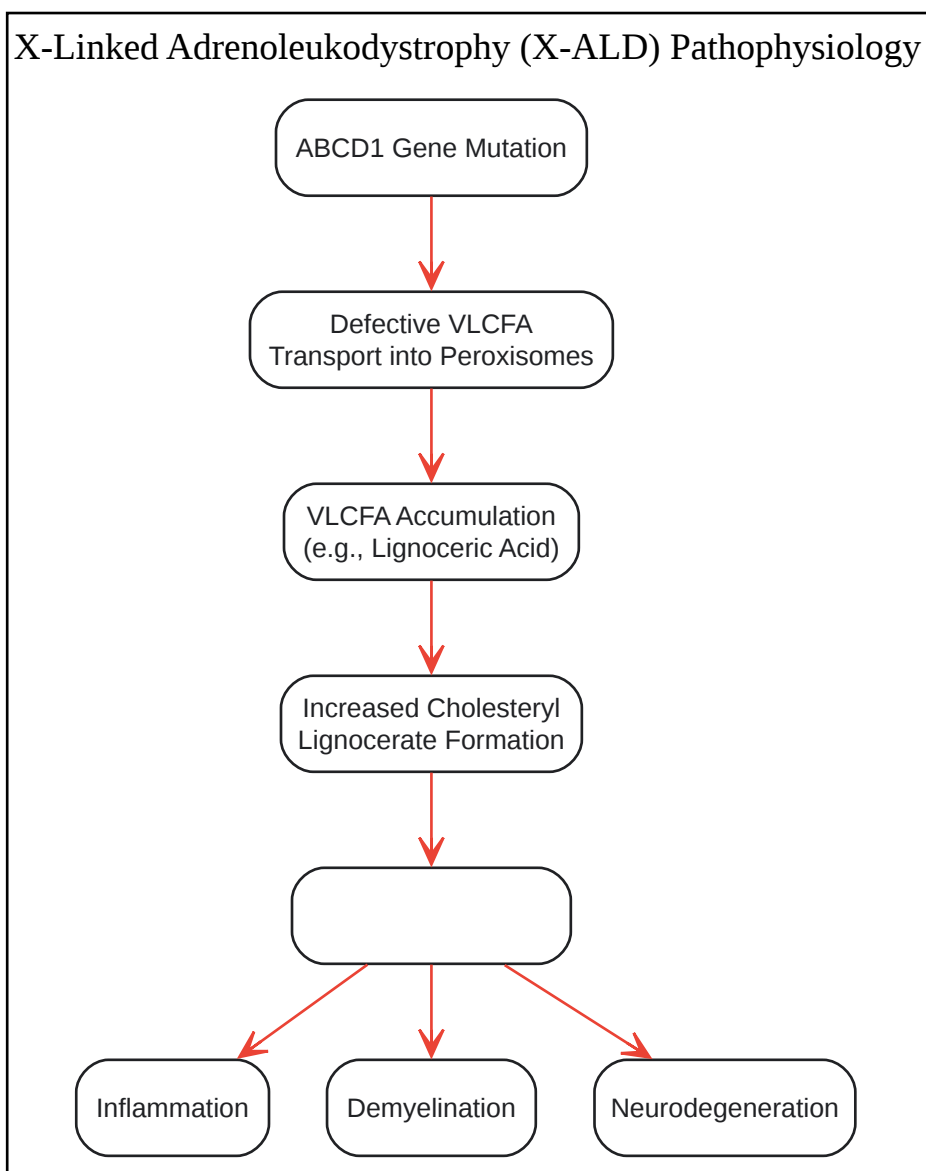 X-Linked Adrenoleukodystrophy (X-ALD) Pathophysiology
ABCD1 Gene Mutation
Defective VLCFA
Transport into Peroxisomes
VLCFA Accumulation
(e.g., Lignoceric Acid)
Increased Cholesteryl
Lignocerate Formation
Inflammation
Demyelination
Neurodegeneration